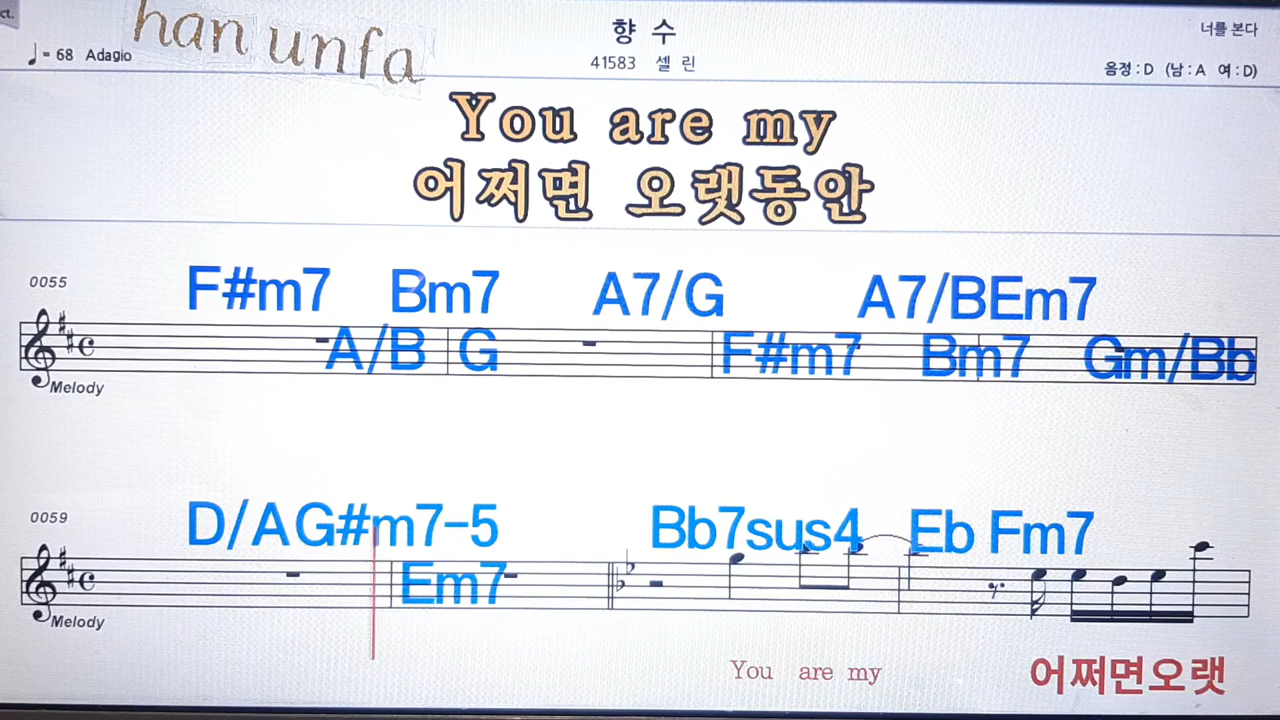 ct.
han unfa
♩= 68 Adagio
향 수
41583 셀 린
너를 본다
음정 : D (남 : A 여 : D)
You are my
어쩌면 오랫동안
0055
F#m7 Bm7 A7/G A7/B Em7
A/B G F#m7 Bm7 Gm/Bb
Melody
0059
D/A G#m7-5 Bb7sus4 Eb Fm7
Em7
Melody
You are my 어쩌면오랫